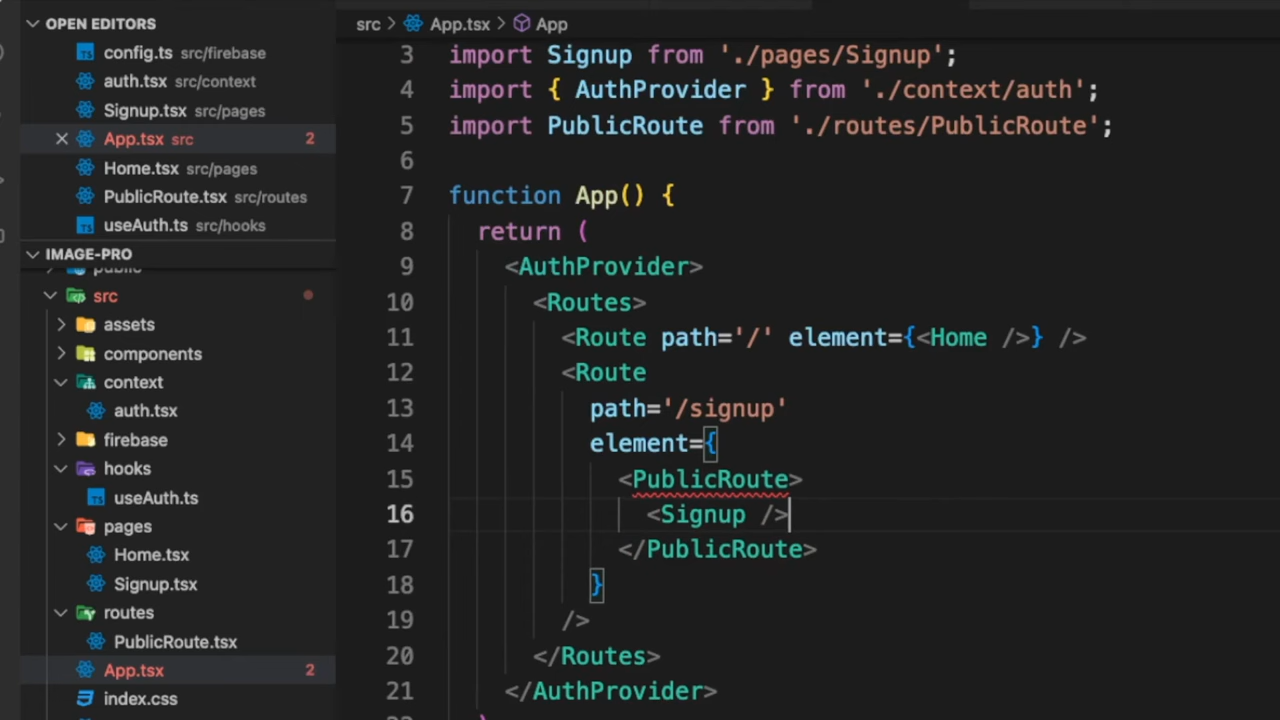 OPEN EDITORS
config.ts src/firebase
auth.tsx src/context
Signup.tsx src/pages
App.tsx src 2
Home.tsx src/pages
PublicRoute.tsx src/routes
useAuth.ts src/hooks
IMAGE-PRO
public
src
assets
components
context
auth.tsx
firebase
hooks
useAuth.ts
pages
Home.tsx
Signup.tsx
routes
PublicRoute.tsx
App.tsx 2
index.css
src > App.tsx > App
3 import Signup from './pages/Signup';
4 import { AuthProvider } from './context/auth';
5 import PublicRoute from './routes/PublicRoute';
6
7 function App() {
8 return (
9 <AuthProvider>
10 <Routes>
11 <Route path='/' element={<Home />} />
12 <Route
13 path='/signup'
14 element={
15 <PublicRoute>
16 <Signup />
17 </PublicRoute>
18 }
19 />
20 </Routes>
21 </AuthProvider>